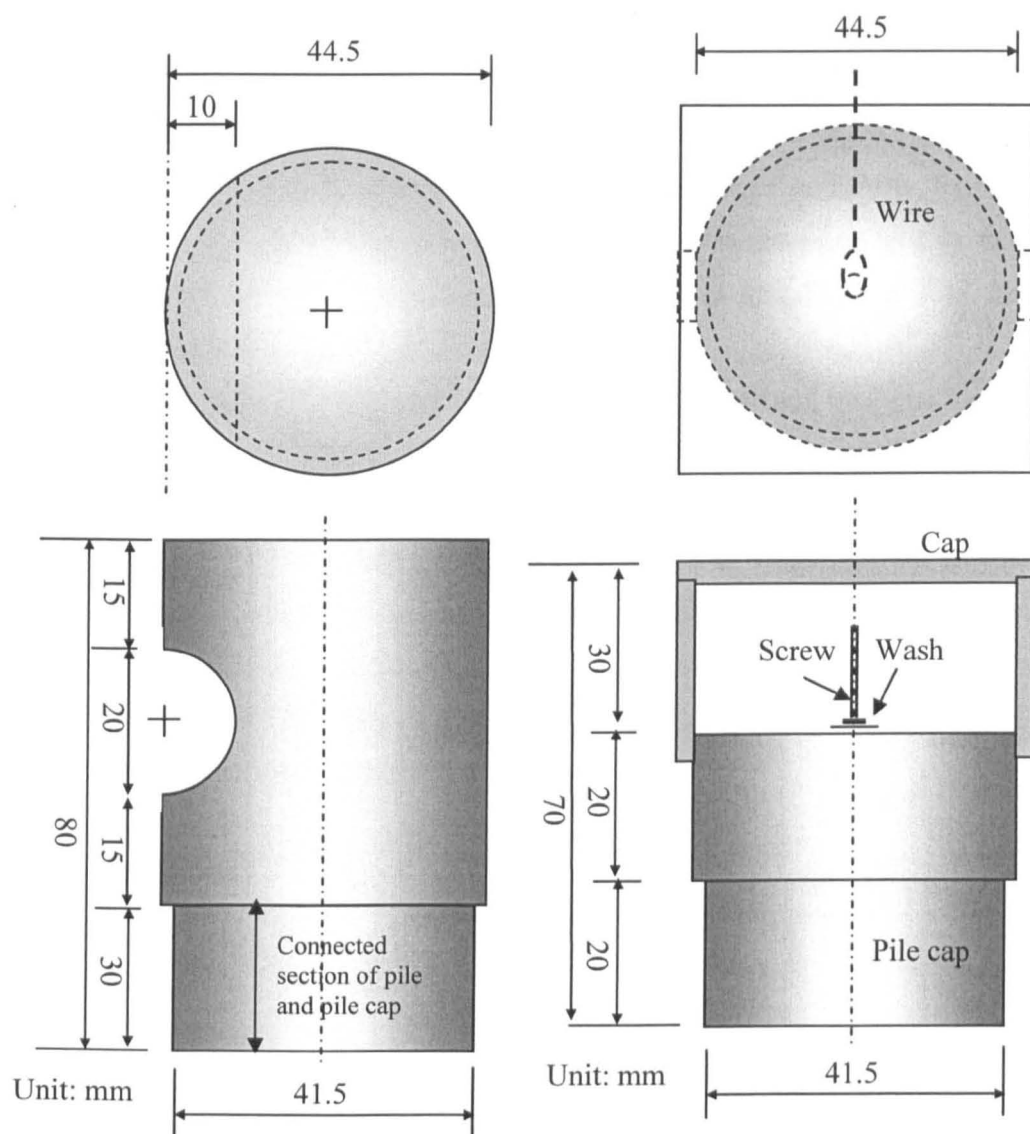 44.5
10
44.5
Wire
15
20
15
30
80
Connected
section of pile
and pile cap
Unit: mm
41.5
Cap
Screw
Wash
30
20
20
70
Pile cap
Unit: mm
41.5